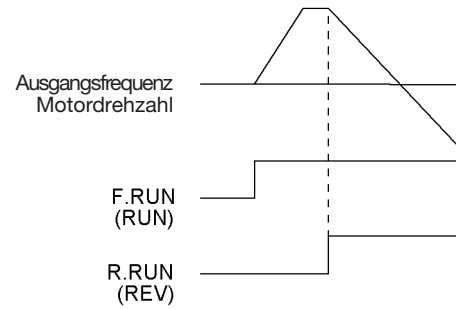 Ausgangsfrequenz
Motordrehzahl
F.RUN
(RUN)
R.RUN
(REV)